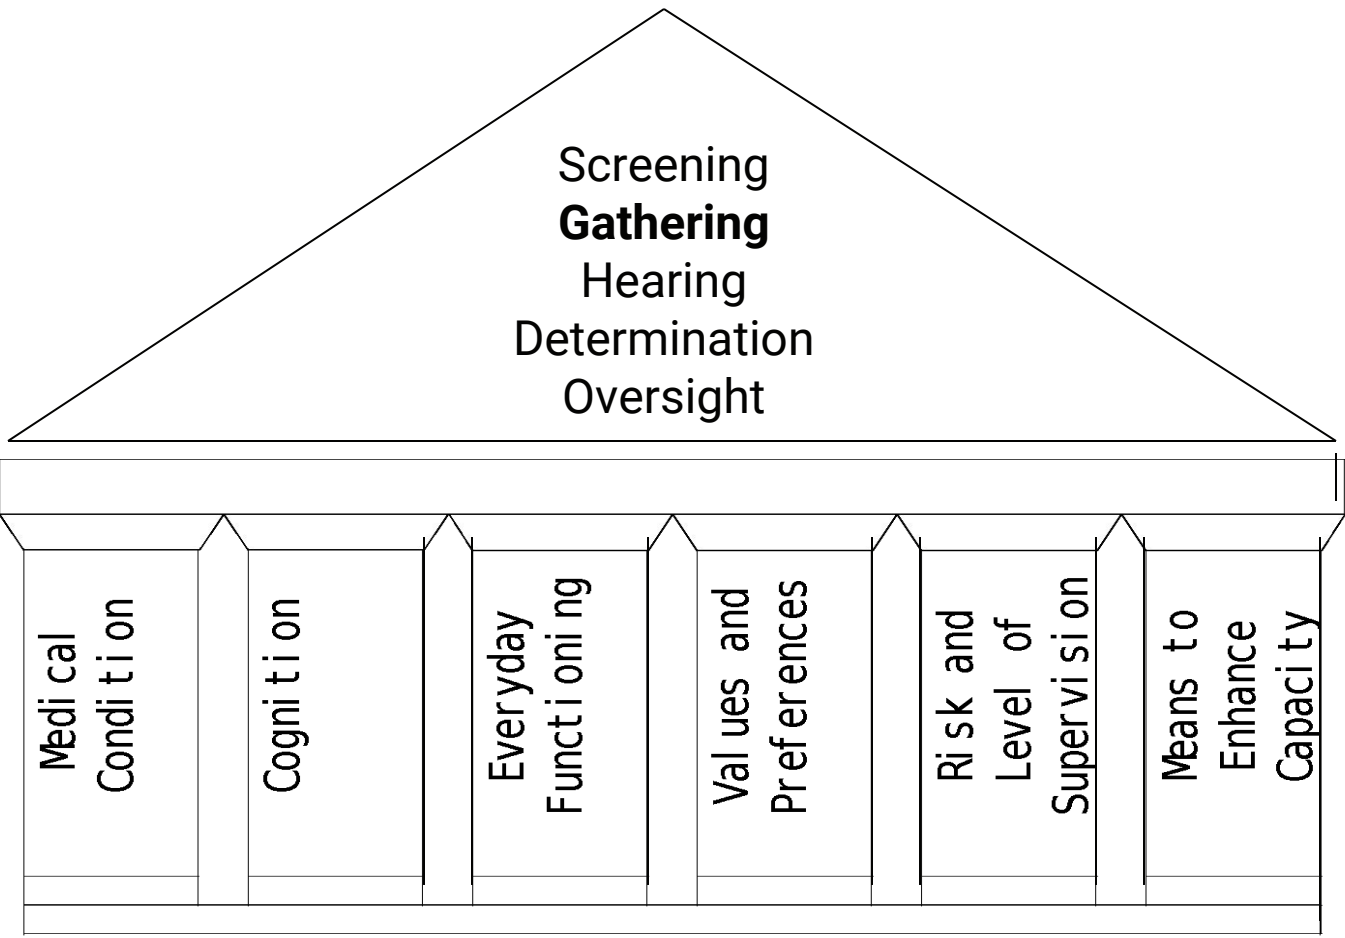 Screening
Gathering
Hearing
Determination
Oversight
Medical
Condition
Cognition
Everyday
Functioning
Values and
Preferences
Risk and
Level of
Supervision
Means to
Enhance
Capacity